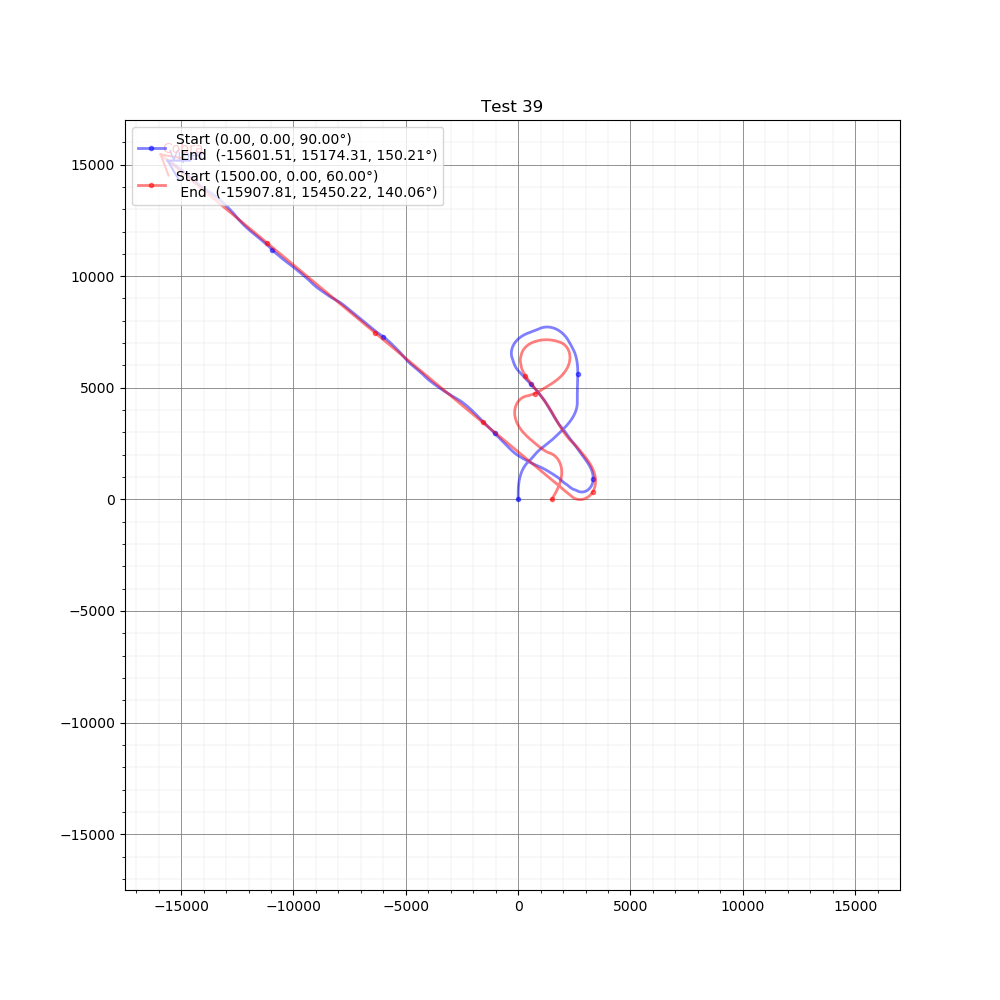 Test 39
Start (0.00, 0.00, 90.00°)
End  (-15601.51, 15174.31, 150.21°)
Start (1500.00, 0.00, 60.00°)
End  (-15907.81, 15450.22, 140.06°)
15000
10000
5000
0
−5000
−10000
−15000
−15000 −10000 −5000 0 5000 10000 15000